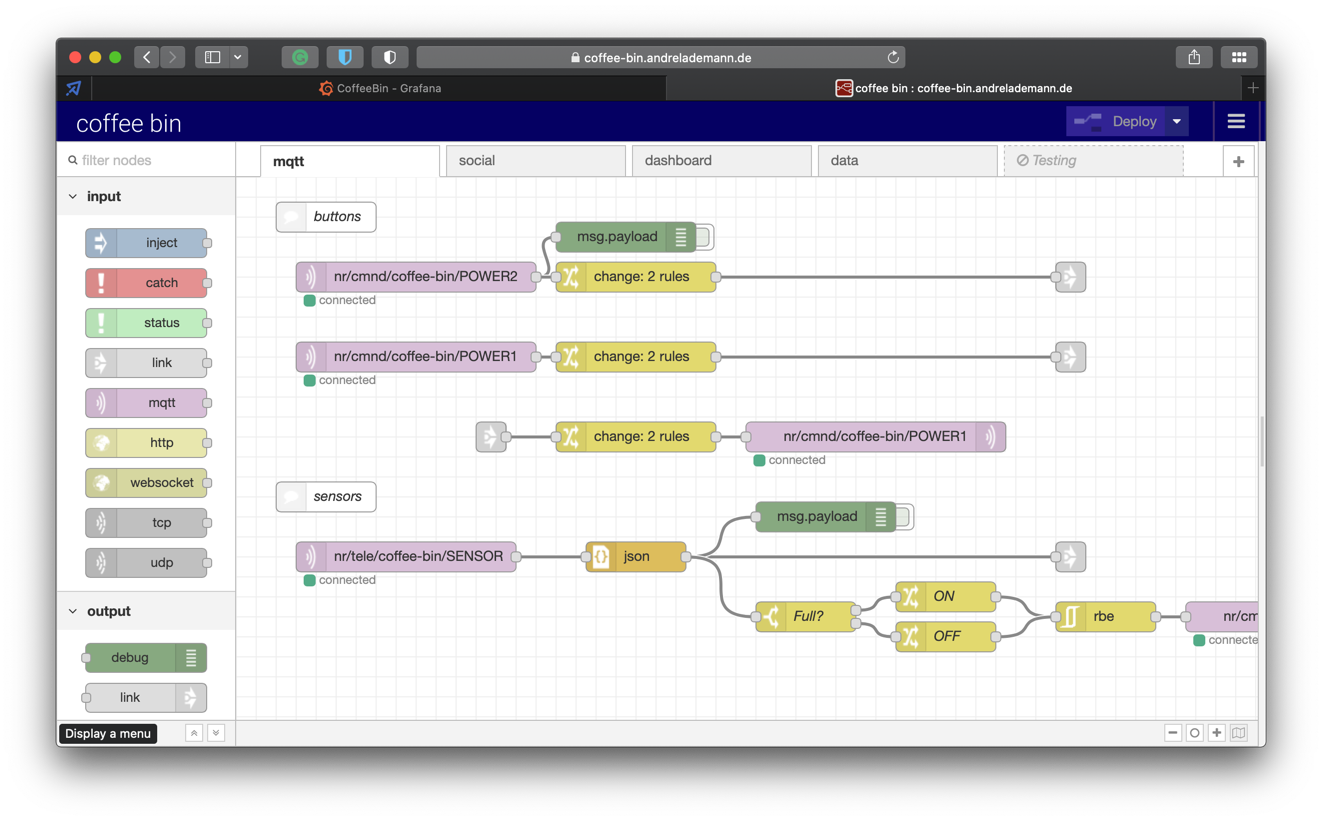 coffee-bin.andrelademann.de
CoffeeBin - Grafana
coffee bin : coffee-bin.andrelademann.de
coffee bin
Deploy
filter nodes
mqtt
social
dashboard
data
Testing
input
inject
catch
status
link
mqtt
http
websocket
tcp
udp
output
debug
link
Display a menu
buttons
msg.payload
nr/cmnd/coffee-bin/POWER2
change: 2 rules
connected
nr/cmnd/coffee-bin/POWER1
change: 2 rules
connected
change: 2 rules
nr/cmnd/coffee-bin/POWER1
connected
sensors
msg.payload
nr/tele/coffee-bin/SENSOR
json
connected
Full?
ON
OFF
rbe
nr/cm
connecte